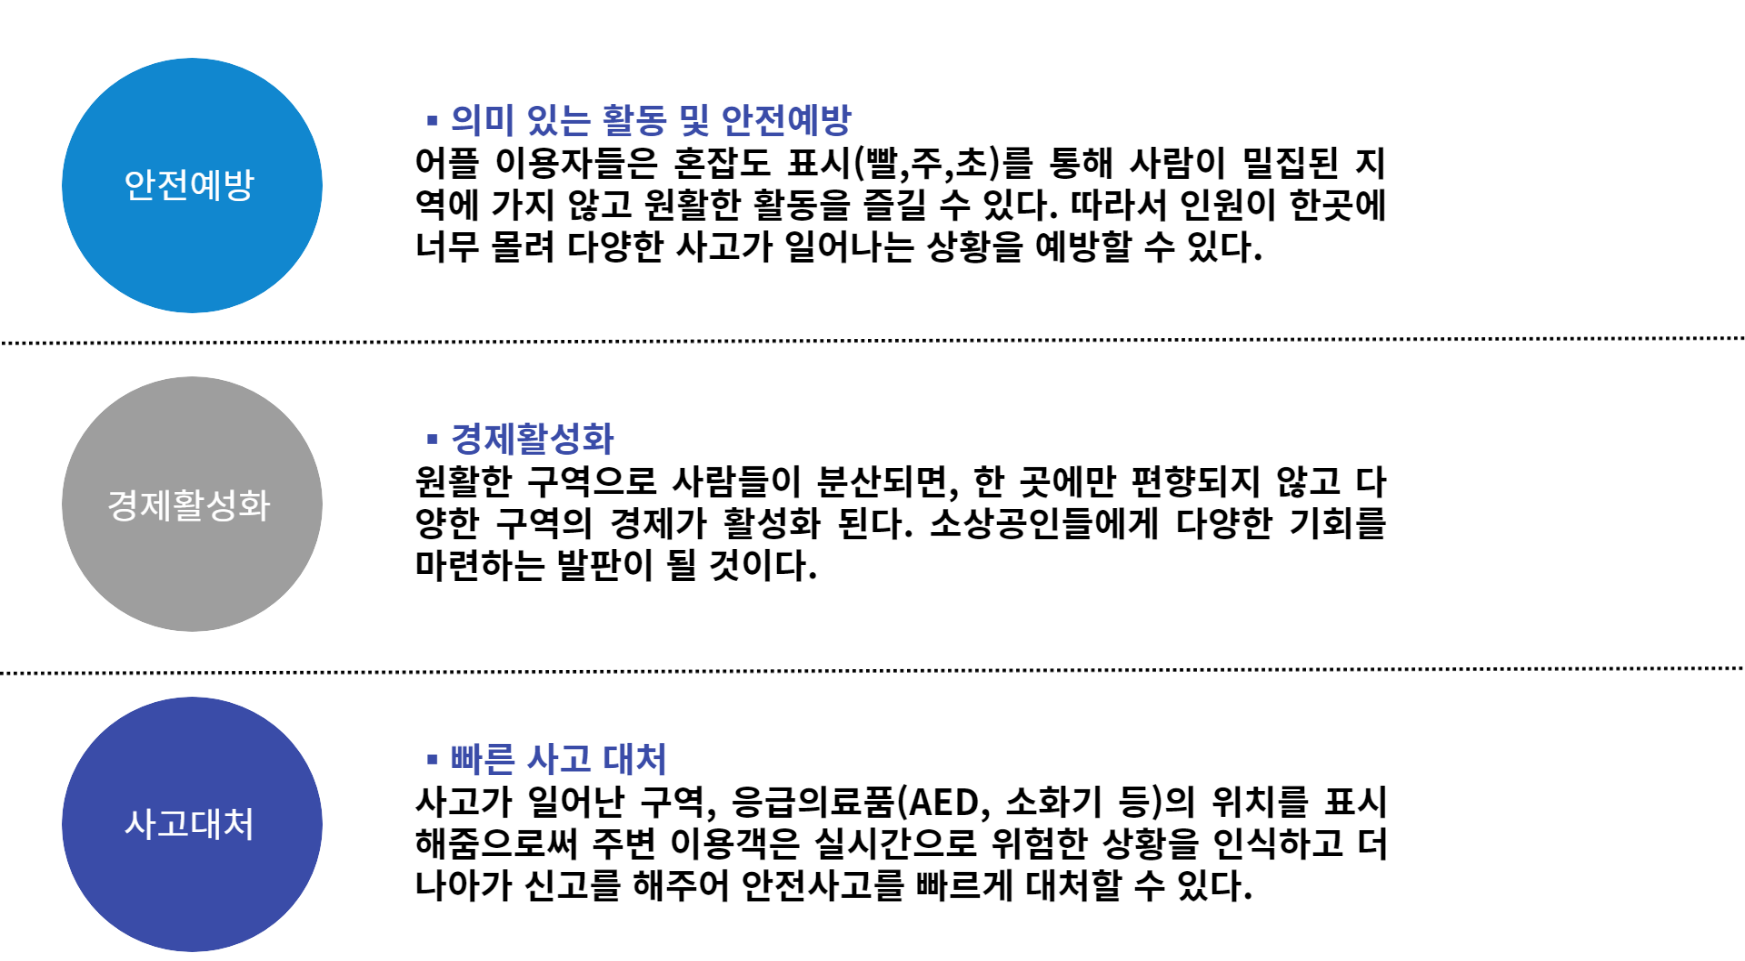 안전예방
▪ 의미 있는 활동 및 안전예방
어플 이용자들은 혼잡도 표시(빨,주,초)를 통해 사람이 밀집된 지
역에 가지 않고 원활한 활동을 즐길 수 있다. 따라서 인원이 한곳에
너무 몰려 다양한 사고가 일어나는 상황을 예방할 수 있다.
경제활성화
▪ 경제활성화
원활한 구역으로 사람들이 분산되면, 한 곳에만 편향되지 않고 다
양한 구역의 경제가 활성화 된다. 소상공인들에게 다양한 기회를
마련하는 발판이 될 것이다.
사고대처
▪ 빠른 사고 대처
사고가 일어난 구역, 응급의료품(AED, 소화기 등)의 위치를 표시
해줌으로써 주변 이용객은 실시간으로 위험한 상황을 인식하고 더
나아가 신고를 해주어 안전사고를 빠르게 대처할 수 있다.